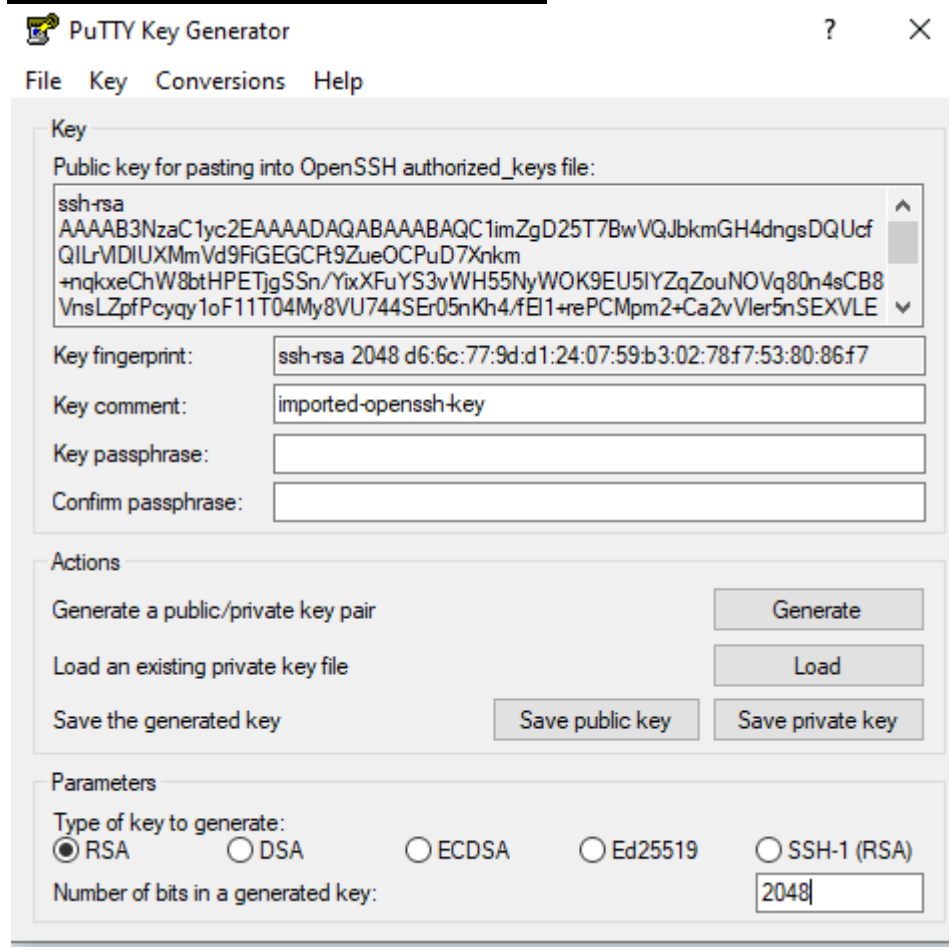 PuTTY Key Generator
?
File Key Conversions Help
Key
Public key for pasting into OpenSSH authorized_keys file:
ssh-rsa
AAAAB3NzaC1yc2EAAAADAQABAAABAQC1imZgD25T7BwVQJbkmGH4dngsDQUcf
QILrVIDIUXMmVd9FiGEGCFt9ZueOCPuD7Xnkm
+nqkxeChW8btHPETjgSSn/YixXFuYS3vWH55NyWOK9EU5IYZqZouNOVq80n4sCB8
VnsLZpfPcyqy1oF11T04My8VU744SEr05nKh4/fEI1+rePCMpm2+Ca2vVIer5nSEXVLE
Key fingerprint: ssh-rsa 2048 d6:6c:77:9d:d1:24:07:59:b3:02:78:f7:53:80:86:f7
Key comment: imported-openssh-key
Key passphrase:
Confirm passphrase:
Actions
Generate a public/private key pair Generate
Load an existing private key file Load
Save the generated key Save public key Save private key
Parameters
Type of key to generate:
RSA DSA ECDSA Ed25519 SSH-1 (RSA)
Number of bits in a generated key: 2048